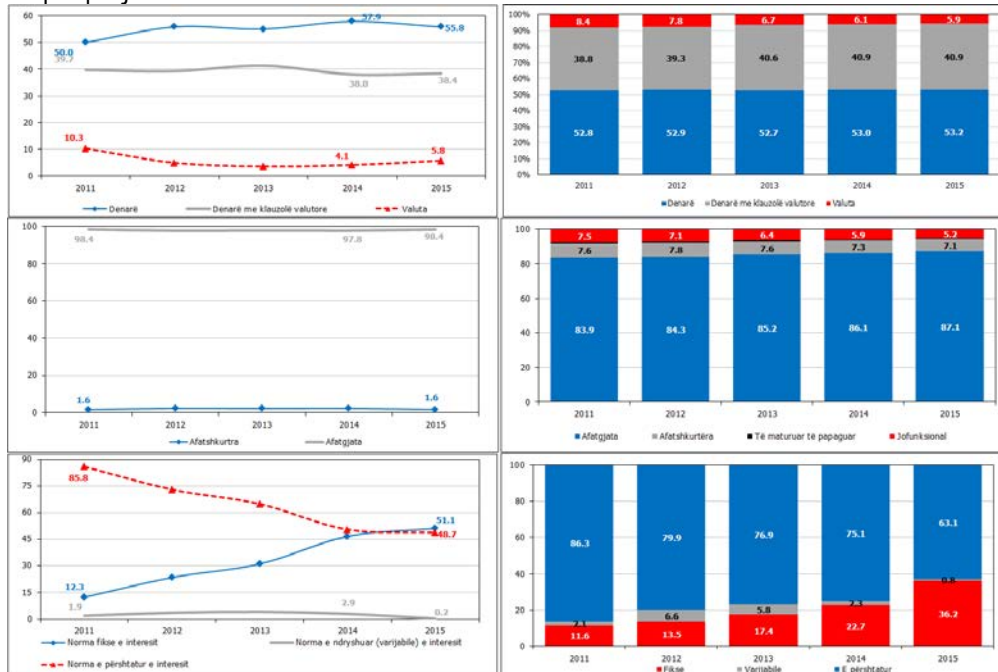 60
50
40
30
20
10
0
50.0
39.7
57.9
55.8
38.0
38.4
10.3
4.1
5.8
2011 2012 2013 2014 2015
Denarë Denarë me klauzolë valutore Valuta
100%
90%
80%
70%
60%
50%
40%
30%
20%
10%
0%
8.4 7.8 6.7 6.1 5.9
38.8 39.3 40.6 40.9 40.9
52.8 52.9 52.7 53.0 53.2
2011 2012 2013 2014 2015
Denarë Denarë me klauzolë valutore Valuta
100
80
60
40
20
0
98.4 97.8 98.4
1.6 1.6
2011 2012 2013 2014 2015
Afatshkurtra Afatgjata
100
80
60
40
20
0
7.5 7.1 6.4 5.9 5.2
7.6 7.8 7.6 7.3 7.1
83.9 84.3 85.2 86.1 87.1
2011 2012 2013 2014 2015
Afatgjata Afatshkurtëra Të maturuar të papaguar Jofunksional
90
75
60
45
30
15
0
85.8
51.1
48.7
12.3
1.9 2.9 0.2
2011 2012 2013 2014 2015
Norma fikse e interesit Norma e ndryshuar (varijabile) e interesit
Norma e përshtatur e interesit
100
80
60
40
20
0
86.3 79.9 76.9 75.1 63.1
2.1 6.6 5.8 2.3 0.8
11.6 13.5 17.4 22.7 36.2
2011 2012 2013 2014 2015
Fikse Varijabile E përshtatur